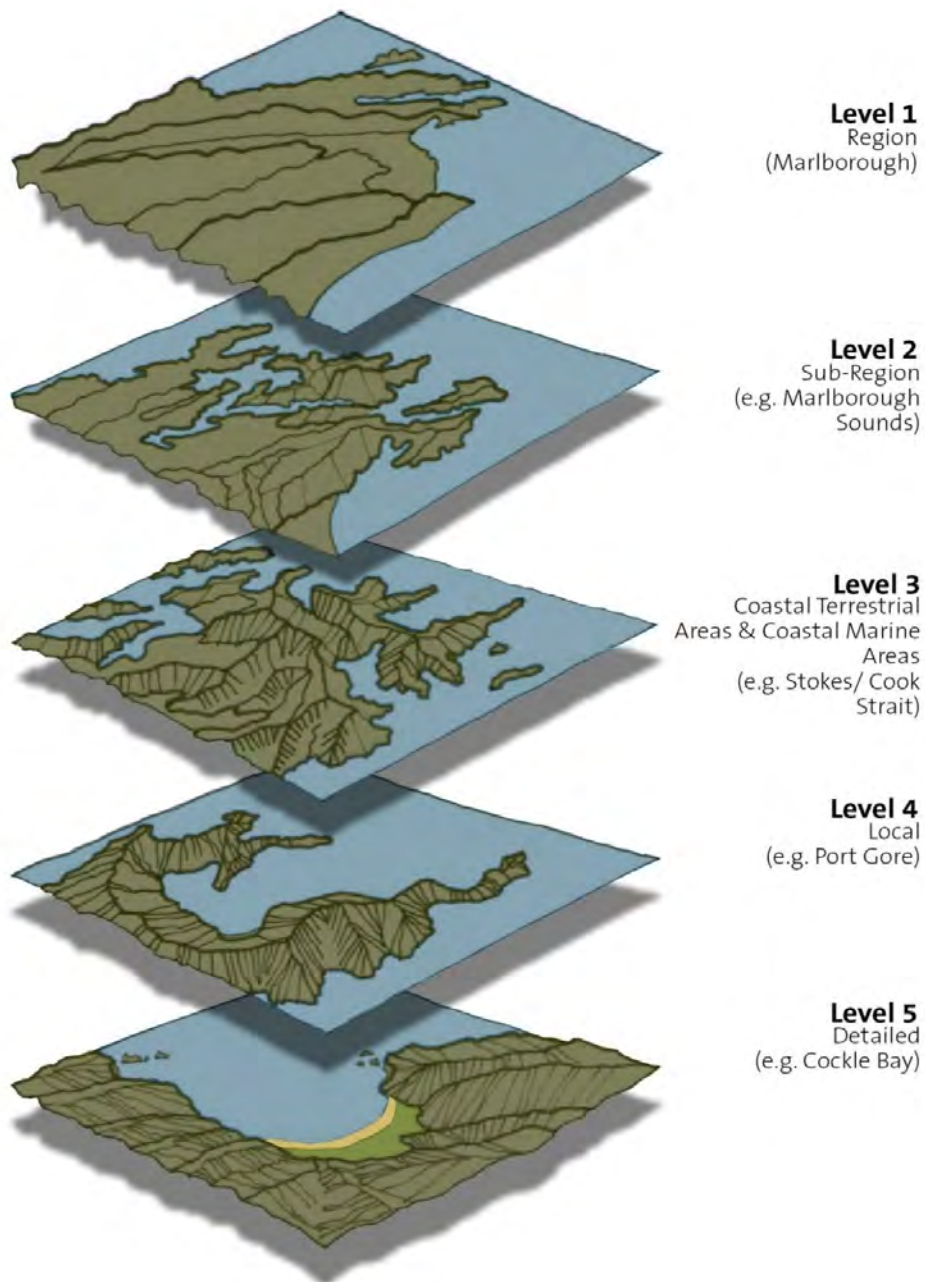 Level 1
Region
(Marlborough)
Level 2
Sub-Region
(e.g. Marlborough
Sounds)
Level 3
Coastal Terrestrial
Areas & Coastal Marine
Areas
(e.g. Stokes/ Cook
Strait)
Level 4
Local
(e.g. Port Gore)
Level 5
Detailed
(e.g. Cockle Bay)